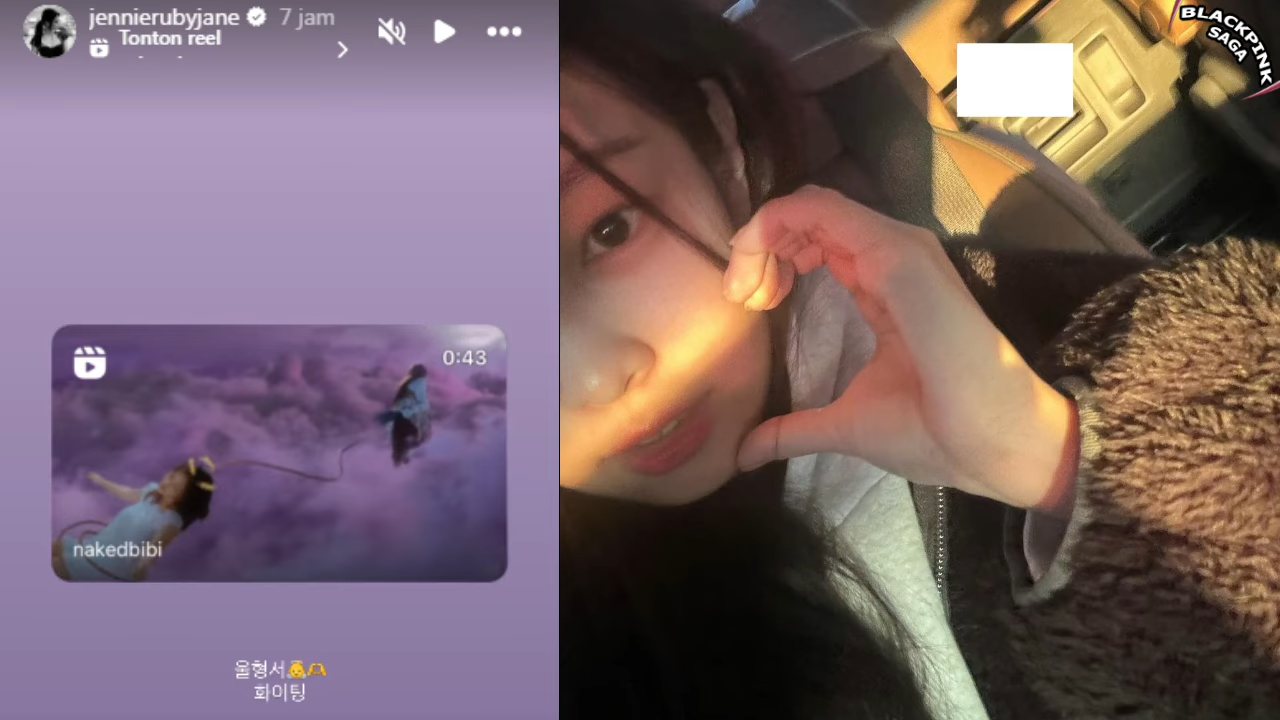 jennierubyjane 7 jam
Tonton reel
0:43
nakedbibi
울형서
화이팅
BLACKPINK
SAGA